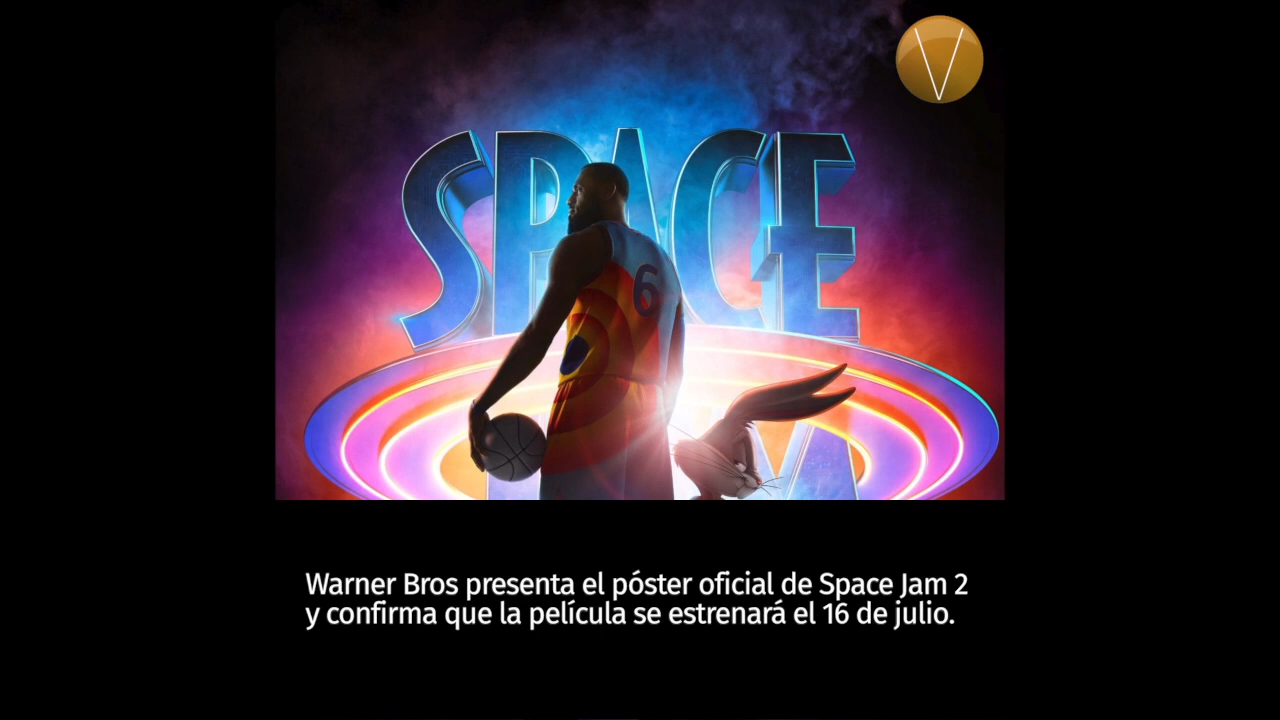 V
SPACE
6
Warner Bros presenta el póster oficial de Space Jam 2
y confirma que la película se estrenará el 16 de julio.